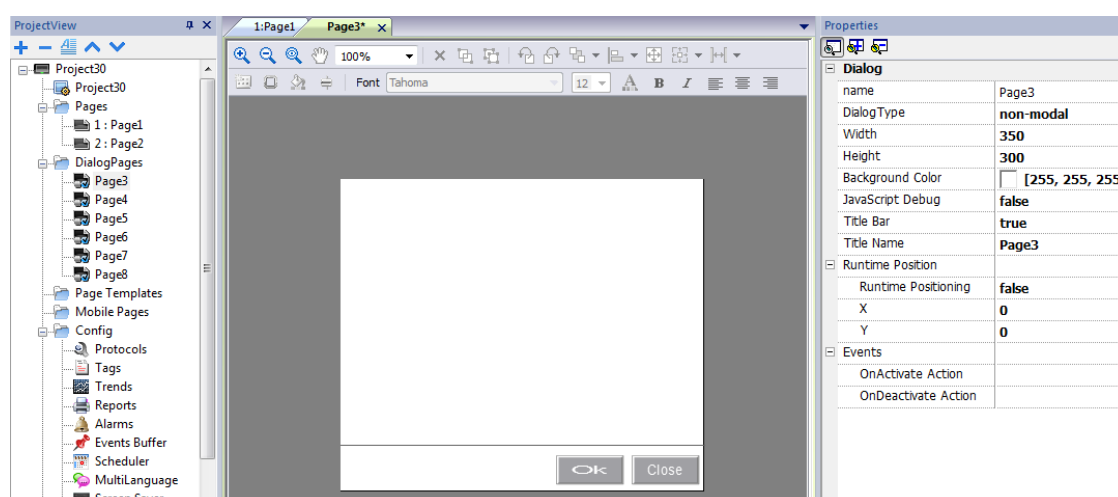 ProjectView
Project30
Project30
Pages
1 : Page1
2 : Page2
DialogPages
Page3
Page4
Page5
Page6
Page7
Page8
Page Templates
Mobile Pages
Config
Protocols
Tags
Trends
Reports
Alarms
Events Buffer
Scheduler
MultiLanguage
1:Page1 Page3*
100%
Font Tahoma 12 A B I
Ok Close
Properties
Dialog
name Page3
DialogType non-modal
Width 350
Height 300
Background Color [255, 255, 255
JavaScript Debug false
Title Bar true
Title Name Page3
Runtime Position
Runtime Positioning false
X 0
Y 0
Events
OnActivate Action
OnDeactivate Action